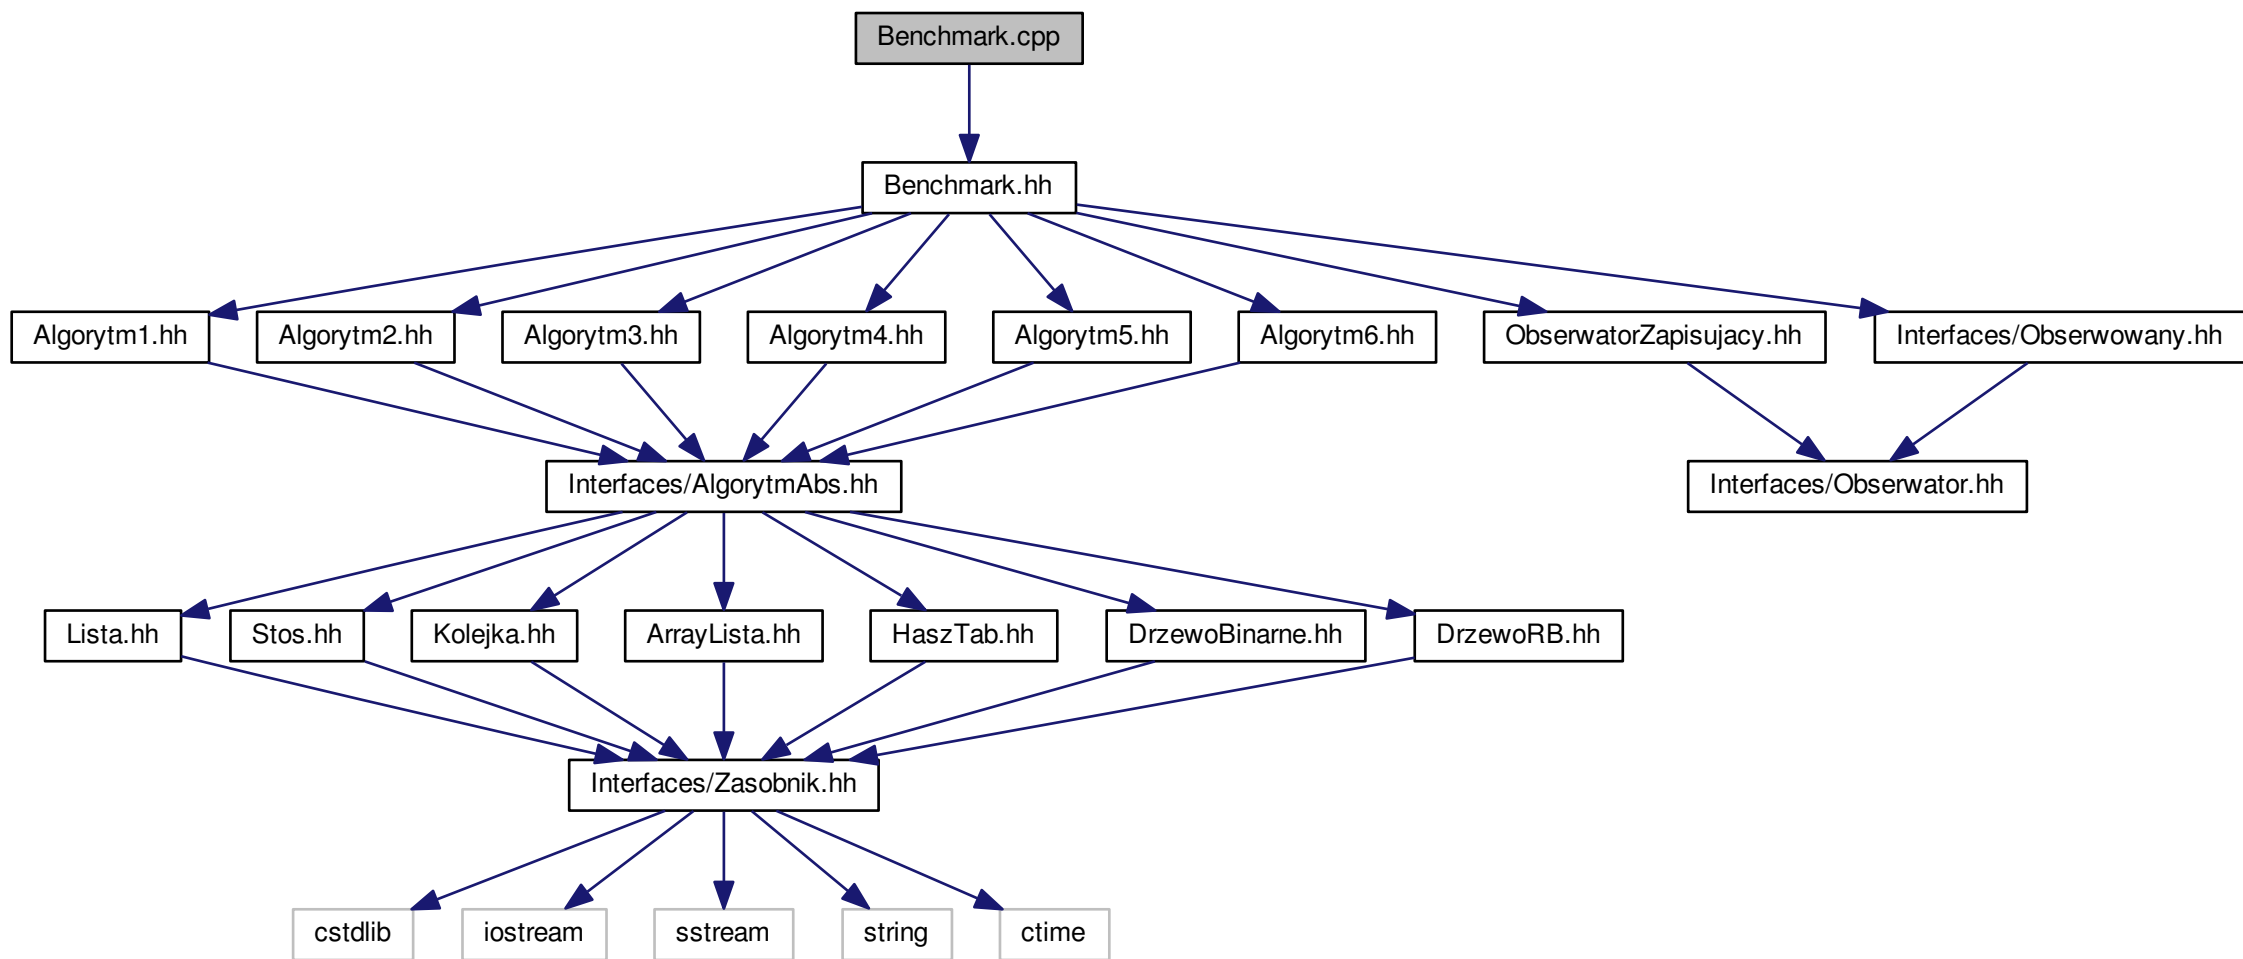 Benchmark.cpp
Benchmark.hh
Algorytm1.hh
Algorytm2.hh
Algorytm3.hh
Algorytm4.hh
Algorytm5.hh
Algorytm6.hh
ObserwatorZapisujacy.hh
Interfaces/Obserwowany.hh
Interfaces/AlgorytmAbs.hh
Interfaces/Obserwator.hh
Lista.hh
Stos.hh
Kolejka.hh
ArrayLista.hh
HaszTab.hh
DrzewoBinarne.hh
DrzewoRB.hh
Interfaces/Zasobnik.hh
cstdlib
iostream
sstream
string
ctime